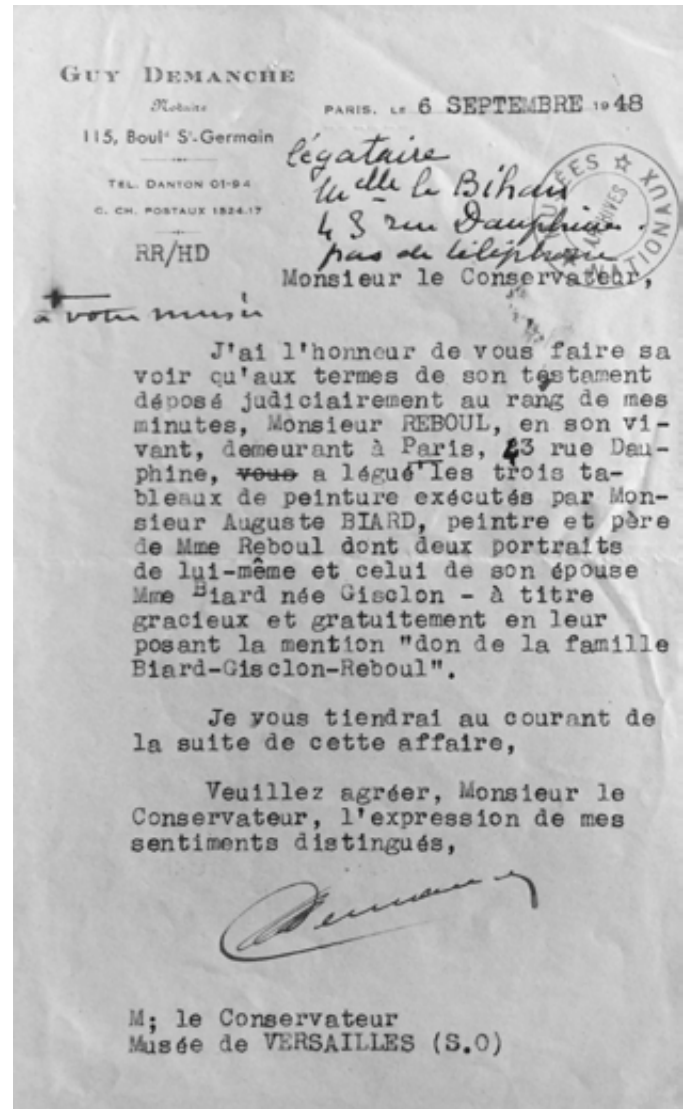 GUY DEMANCHE
Notaire
115, Boulᵈ Sᵗ-Germain
TEL. DANTON 01-94
C. CH. POSTAUX 1824.17
RR/HD
PARIS, LE 6 SEPTEMBRE 1948
légataire
Melle le Bihan
43 rue Dauphine.
pas de téléphone
MUSÉES NATIONAUX
ARCHIVES
Monsieur le Conservateur,
à votre musée
J'ai l'honneur de vous faire sa
voir qu'aux termes de son testament
déposé judiciairement au rang de mes
minutes, Monsieur REBOUL, en son vi-
vant, demeurant à Paris, 43 rue Dau-
phine, vous a légué les trois ta-
bleaux de peinture exécutés par Mon-
sieur Auguste BIARD, peintre et père
de Mme Reboul dont deux portraits
de lui-même et celui de son épouse
Mme Biard née Gisclon - à titre
gracieux et gratuitement en leur
posant la mention "don de la famille
Biard-Gisclon-Reboul".
Je vous tiendrai au courant de
la suite de cette affaire,
Veuillez agréer, Monsieur le
Conservateur, l'expression de mes
sentiments distingués,
Demanche
M; le Conservateur
Musée de VERSAILLES (S.O)